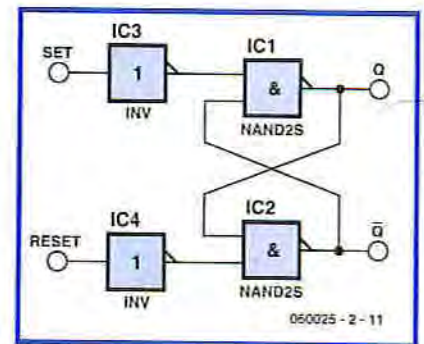 IC3
IC1
SET
1
&
Q
INV
NAND2S
IC4
IC2
RESET
1
&
Q̅
INV
NAND2S
060025 - 2 - 11